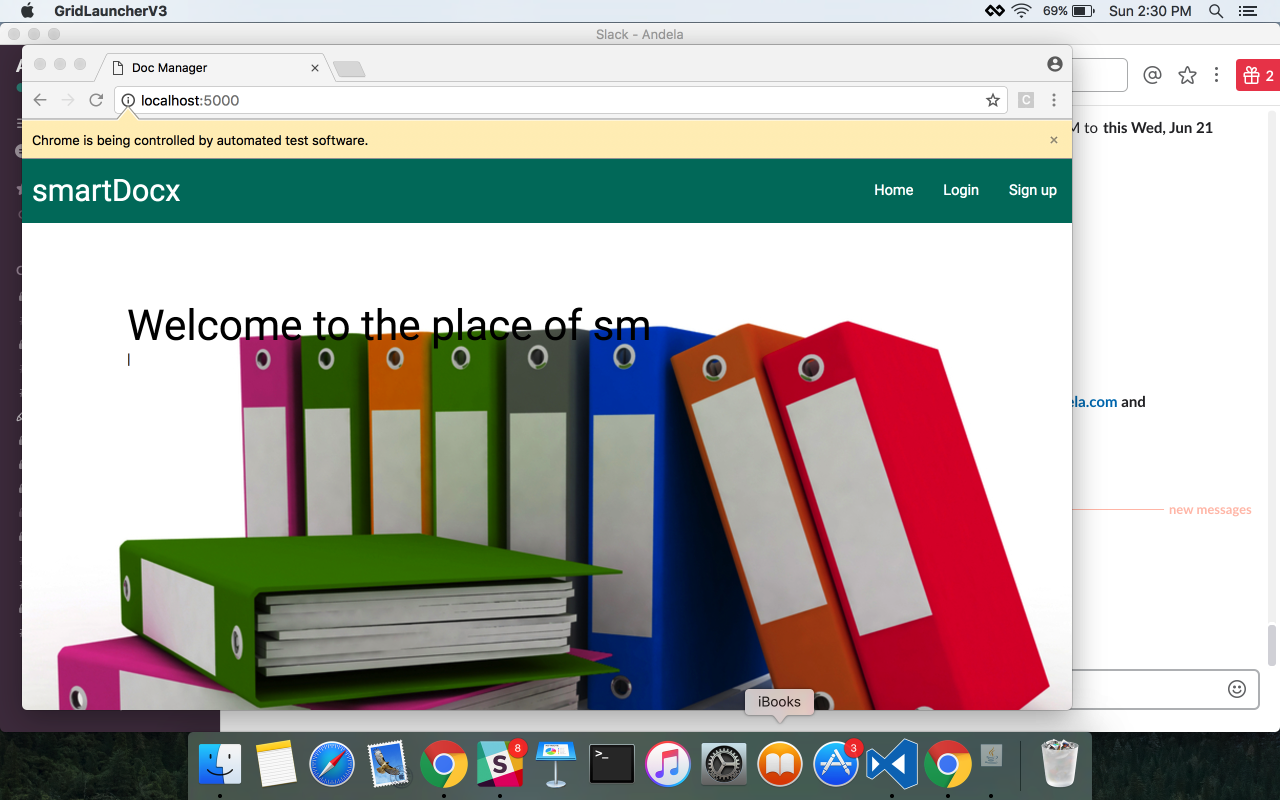 GridLauncherV3
69%
Sun 2:30 PM
Slack - Andela
Doc Manager
localhost:5000
C
2
Chrome is being controlled by automated test software.
M to this Wed, Jun 21
smartDocx
Home
Login
Sign up
Welcome to the place of sm
ela.com and
new messages
iBooks
8
>_
3